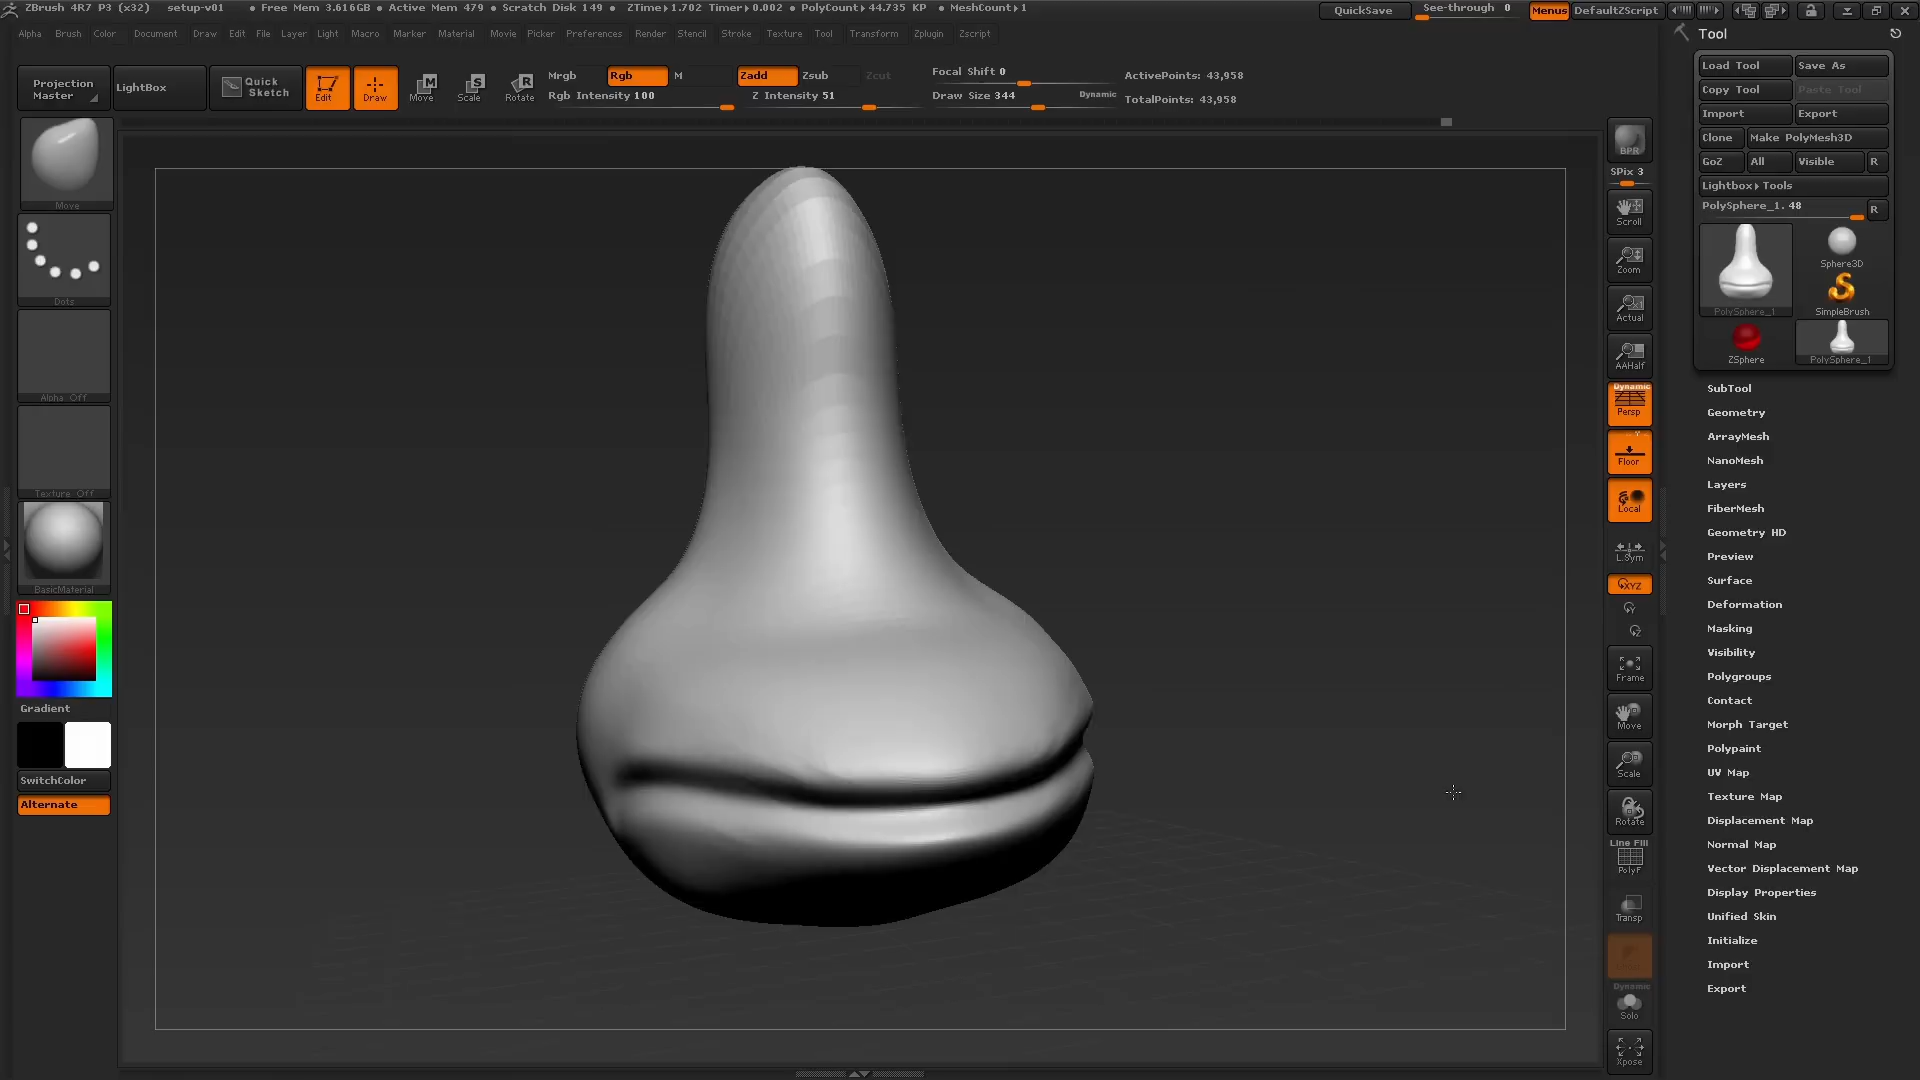 ZBrush 4R7 P3 (x32) setup-v01 • Free Mem 3.616GB • Active Mem 479 • Scratch Disk 149 • ZTime▸1.702 Timer▸0.002 • PolyCount▸44.735 KP • MeshCount▸1
QuickSave See-through 0 Menus DefaultZScript
Alpha Brush Color Document Draw Edit File Layer Light Macro Marker Material Movie Picker Preferences Render Stencil Stroke Texture Tool Transform Zplugin Zscript
Projection Master
LightBox
Quick Sketch
Edit
Draw
Move
Scale
Rotate
Mrgb Rgb M
Rgb Intensity 100
Zadd Zsub Zcut
Z Intensity 51
Focal Shift 0
Draw Size 344
Dynamic
ActivePoints: 43,958
TotalPoints: 43,958
Move
Dots
Alpha Off
Texture Off
BasicMaterial
Gradient
SwitchColor
Alternate
BPR
SPix 3
Scroll
Zoom
Actual
AAHalf
Dynamic
Persp
Floor
Local
L.Sym
XYZ
Y
Z
Frame
Move
Scale
Rotate
Line Fill
PolyF
Transp
Dynamic
Solo
Xpose
Tool
Load Tool Save As
Copy Tool Paste Tool
Import Export
Clone Make PolyMesh3D
GoZ All Visible R
Lightbox▸Tools
PolySphere_1. 48 R
PolySphere_1
Sphere3D
SimpleBrush
ZSphere
PolySphere_1
SubTool
Geometry
ArrayMesh
NanoMesh
Layers
FiberMesh
Geometry HD
Preview
Surface
Deformation
Masking
Visibility
Polygroups
Contact
Morph Target
Polypaint
UV Map
Texture Map
Displacement Map
Normal Map
Vector Displacement Map
Display Properties
Unified Skin
Initialize
Import
Export